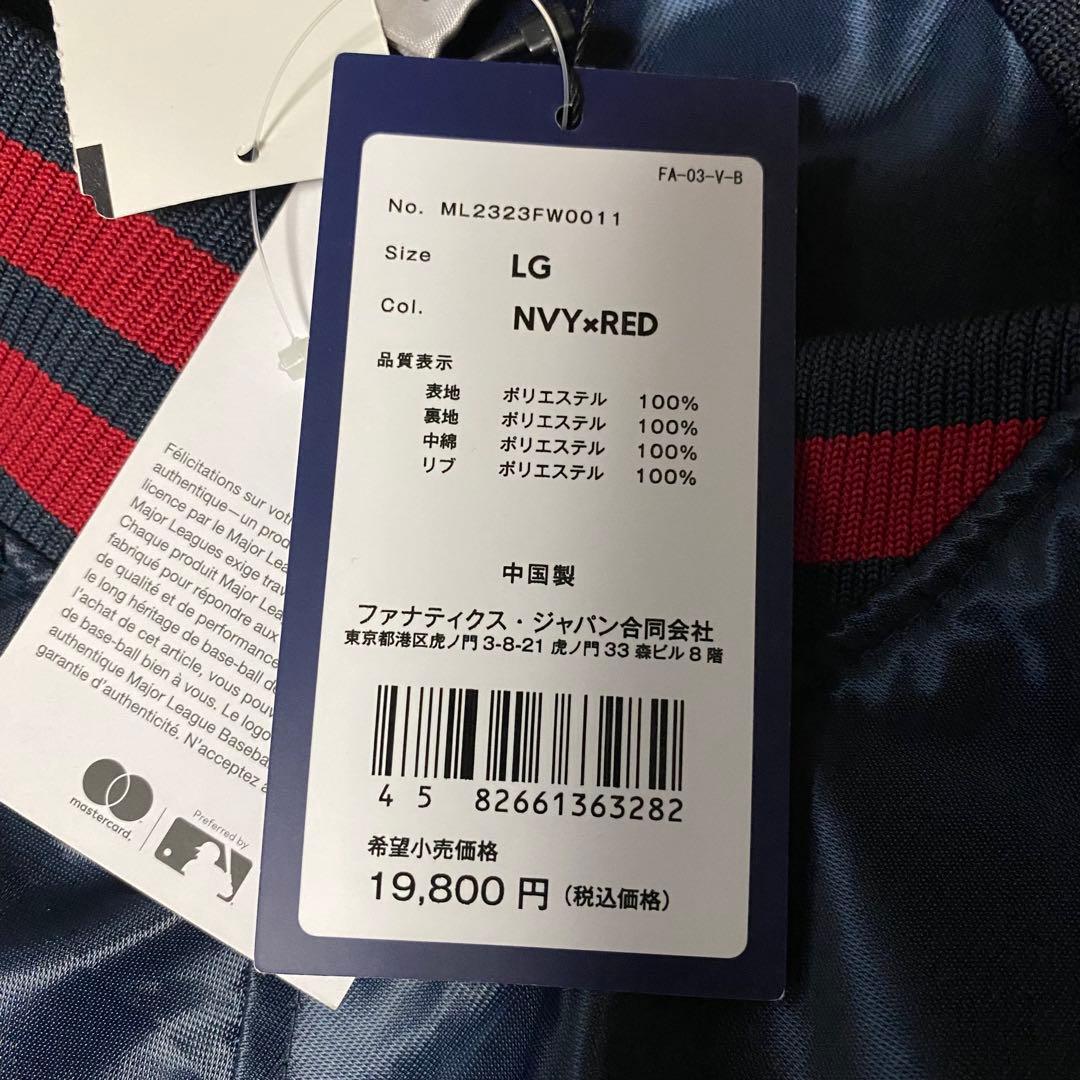 FA-03-V-B
No. ML2323FW0011
Size LG
Col. NVY×RED
品質表示
表地 ポリエステル 100%
裏地 ポリエステル 100%
中綿 ポリエステル 100%
リブ ポリエステル 100%
中国製
ファナティクス・ジャパン合同会社
東京都港区虎ノ門 3-8-21 虎ノ門 33 森ビル 8 階
4 5 82661363282
希望小売価格
19,800 円 (税込価格)
Félicitations sur
authentique—un
licence par le Major
Major Leagues exige
Chaque produit Major
fabriqué pour répondre aux
de qualité et de performance
le long héritage de base-ball
l'achat de cet article, vous
de base-ball bien à vous. Le logo
authentique Major League
garantie d'authenticité. N'acceptez
mastercard.
Preferred by